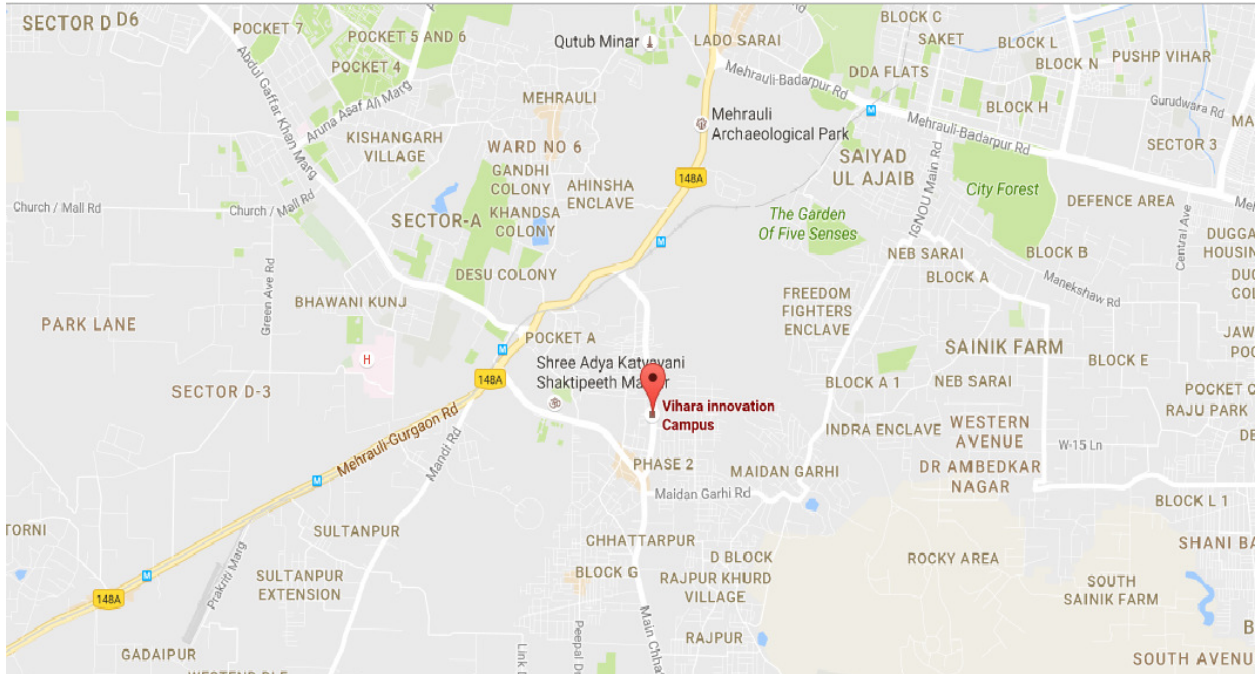 SECTOR D D6
POCKET 7
POCKET 5 AND 6
POCKET 4
Qutub Minar
LADO SARAI
BLOCK C
SAKET
BLOCK L
BLOCK N
PUSHP VIHAR
Abdul Gaffar Khan Marg
Aruna Asaf Ali Marg
MEHRAULI
Mehrauli-Badarpur Rd
DDA FLATS
BLOCK H
Gurudwara Rd
M
Mehrauli
Archaeological Park
Mehrauli-Badarpur Rd
SECTOR 3
KISHANGARH
VILLAGE
WARD NO 6
GANDHI
COLONY
AHINSHA
ENCLAVE
148A
SAIYAD
UL AJAIB
IGNOU Main Rd
City Forest
DEFENCE AREA
Church / Mall Rd
Church / Mall Rd
SECTOR-A
KHANDSA
COLONY
The Garden
Of Five Senses
M
Central Ave
NEB SARAI
BLOCK B
BLOCK A
Manekshaw Rd
DESU COLONY
BHAWANI KUNJ
Green Ave Rd
FREEDOM
FIGHTERS
ENCLAVE
PARK LANE
POCKET A
M
H
Shree Adya Katyayani
SAINIK FARM
BLOCK E
SECTOR D-3
148A
BLOCK A 1
NEB SARAI
Vihara innovation
Campus
RAJU PARK
Mehrauli-Gurgaon Rd
Mandi Rd
INDRA ENCLAVE
WESTERN
AVENUE
W-15 Ln
PHASE 2
MAIDAN GARHI
DR AMBEDKAR
NAGAR
M
Maidan Garhi Rd
BLOCK L 1
SULTANPUR
CHHATTARPUR
D BLOCK
ROCKY AREA
BLOCK G
RAJPUR KHURD
VILLAGE
M
SULTANPUR
EXTENSION
Prakriti Marg
SOUTH
SAINIK FARM
148A
RAJPUR
GADAIPUR
SOUTH AVENU